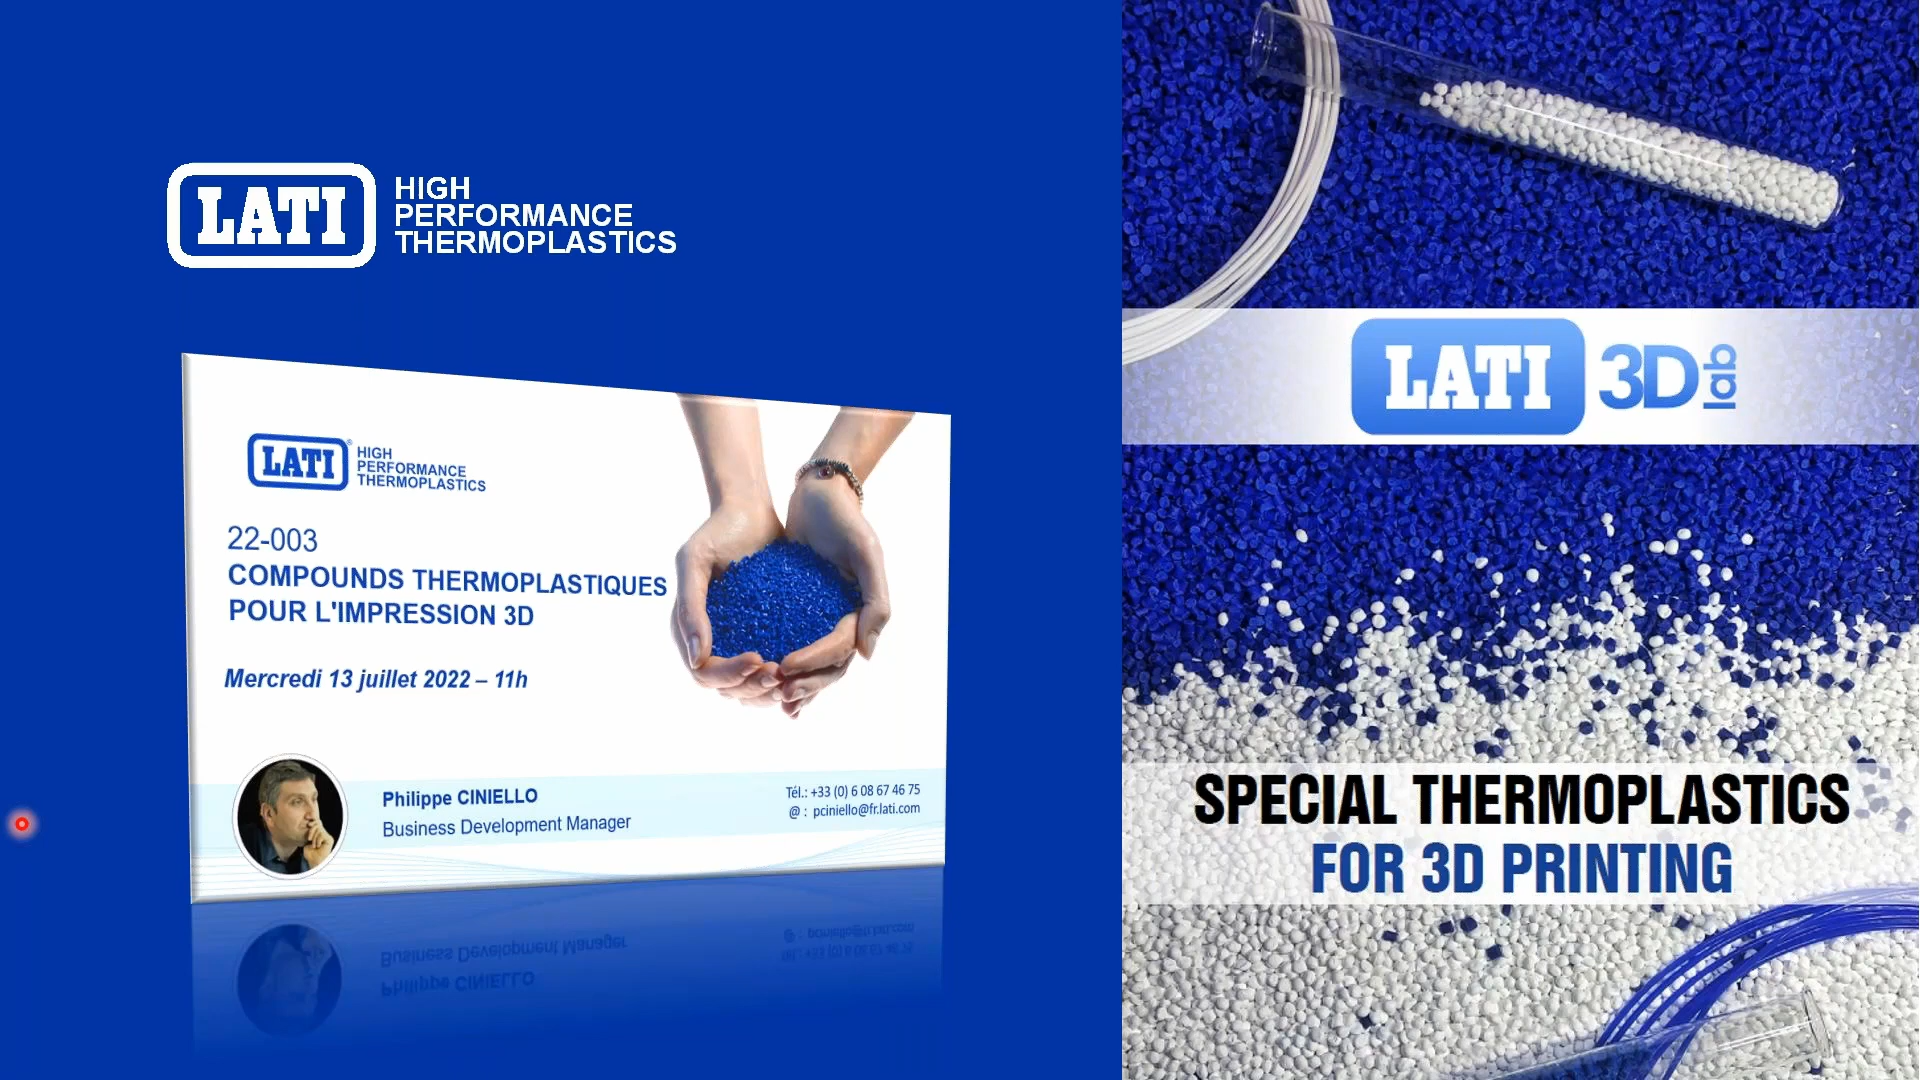 LATI
HIGH
PERFORMANCE
THERMOPLASTICS
LATI®
HIGH
PERFORMANCE
THERMOPLASTICS
22-003
COMPOUNDS THERMOPLASTIQUES
POUR L'IMPRESSION 3D
Mercredi 13 juillet 2022 – 11h
Philippe CINIELLO
Business Development Manager
Tél.: +33 (0) 6 08 67 46 75
@ : pciniello@fr.lati.com
LATI 3D lab
SPECIAL THERMOPLASTICS
FOR 3D PRINTING